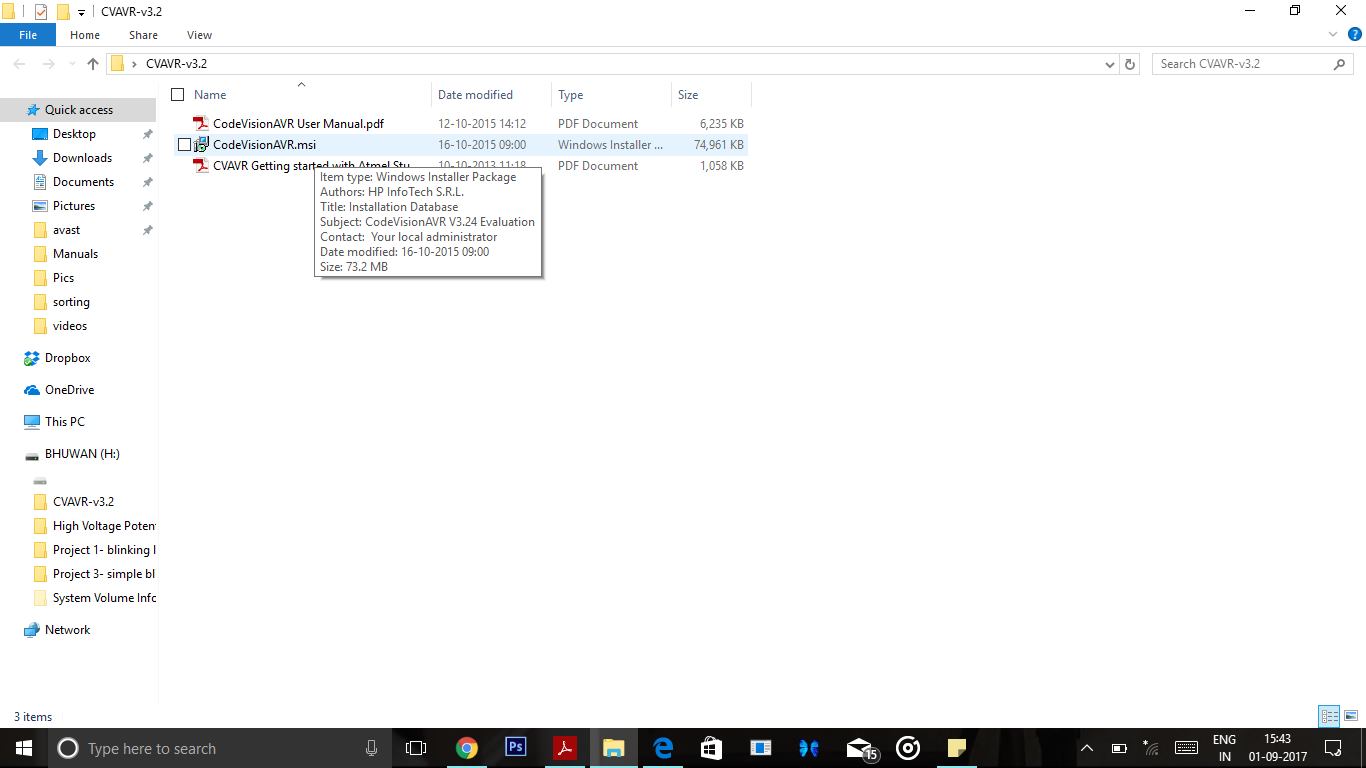 CVAVR-v3.2
File Home Share View
CVAVR-v3.2 Search CVAVR-v3.2
Name Date modified Type Size
CodeVisionAVR User Manual.pdf 12-10-2015 14:12 PDF Document 6,235 KB
CodeVisionAVR.msi 16-10-2015 09:00 Windows Installer ... 74,961 KB
CVAVR Getting started with Atmel Stu... 10-10-2013 11:18 PDF Document 1,058 KB
Item type: Windows Installer Package
Authors: HP InfoTech S.R.L.
Title: Installation Database
Subject: CodeVisionAVR V3.24 Evaluation
Contact: Your local administrator
Date modified: 16-10-2015 09:00
Size: 73.2 MB
Quick access
Desktop
Downloads
Documents
Pictures
avast
Manuals
Pics
sorting
videos
Dropbox
OneDrive
This PC
BHUWAN (H:)
CVAVR-v3.2
High Voltage Poten
Project 1- blinking l
Project 3- simple bl
System Volume Info
Network
3 items
Type here to search Ps 15 ENG 15:43
IN 01-09-2017